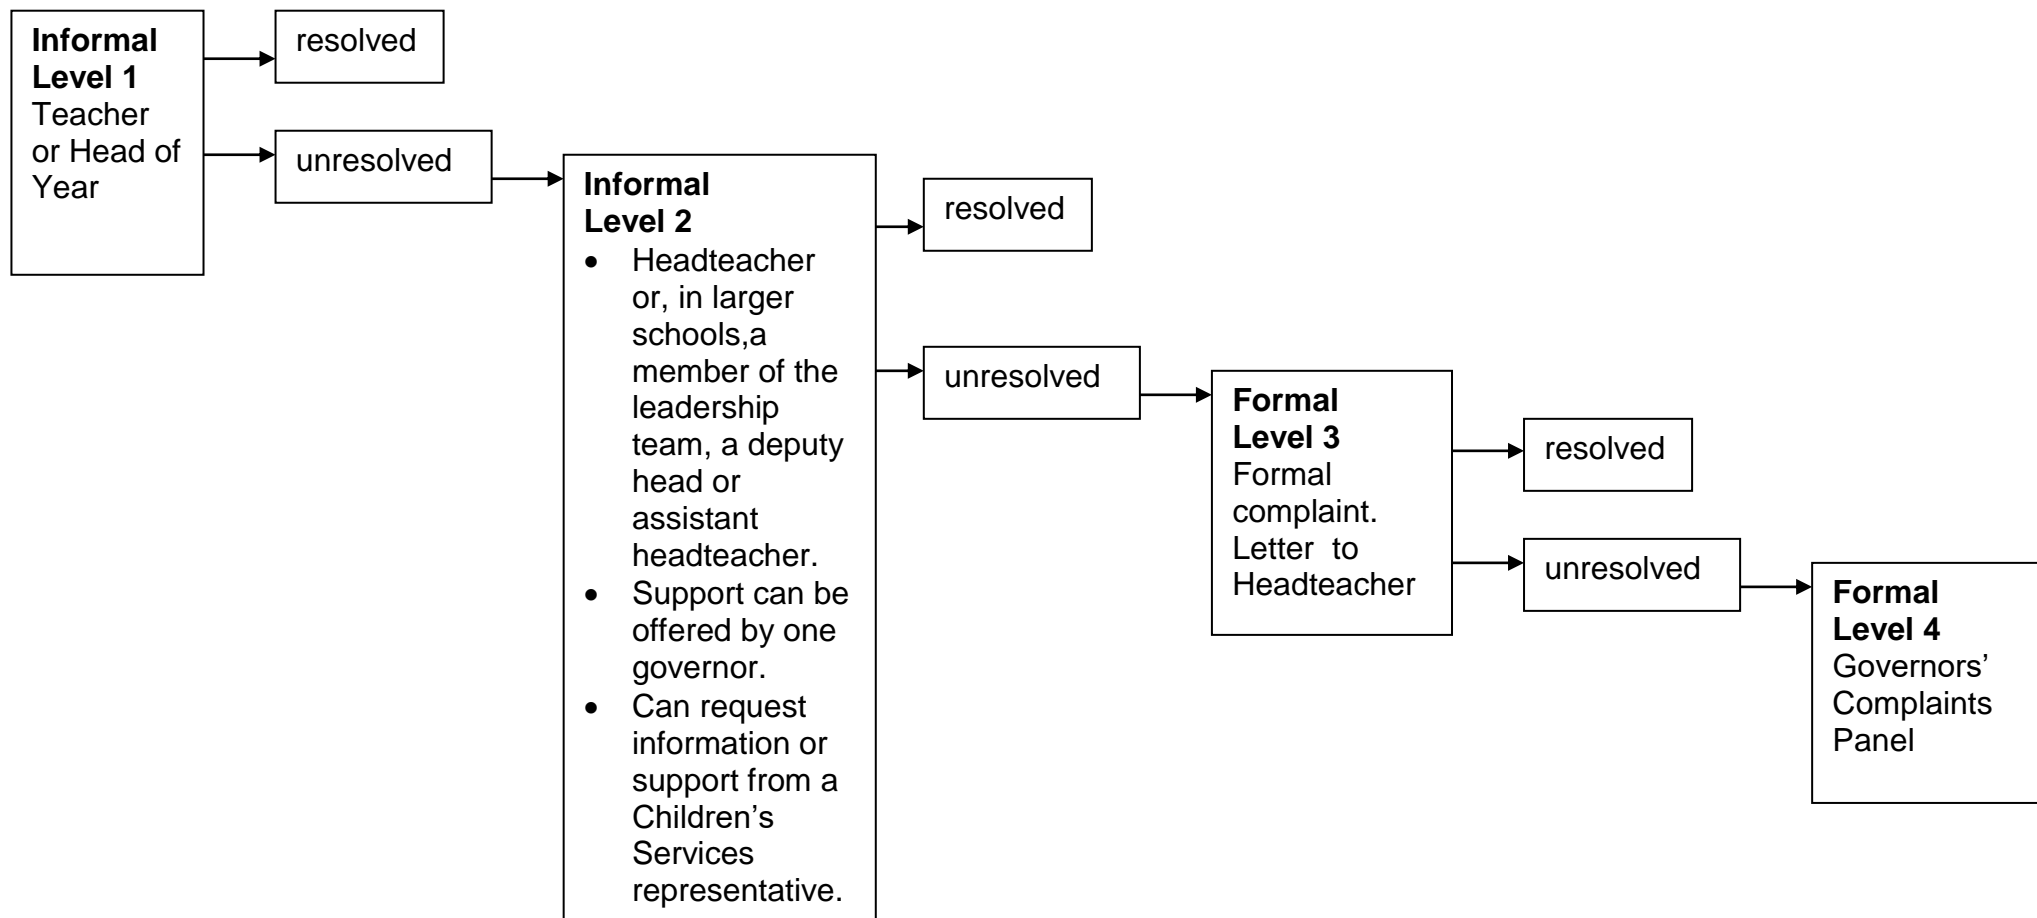 Informal
Level 1
Teacher
or Head of
Year
resolved
unresolved
Informal
Level 2
• Headteacher
or, in larger
schools,a
member of the
leadership
team, a deputy
head or
assistant
headteacher.
• Support can be
offered by one
governor.
• Can request
information or
support from a
Children’s
Services
representative.
resolved
unresolved
Formal
Level 3
Formal
complaint.
Letter  to
Headteacher
resolved
unresolved
Formal
Level 4
Governors’
Complaints
Panel